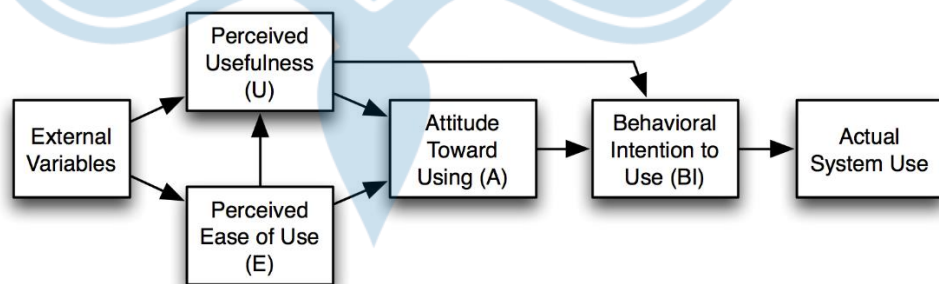 Perceived
Usefulness
(U)
External
Variables
Attitude
Toward
Using (A)
Behavioral
Intention to
Use (BI)
Actual
System Use
Perceived
Ease of Use
(E)